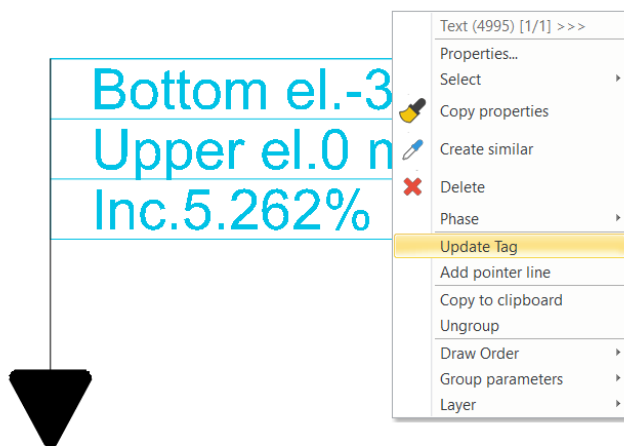 Bottom el.-3
Upper el.0
Inc.5.262%
Text (4995) [1/1] >>>
Properties...
Select
Copy properties
Create similar
Delete
Phase
Update Tag
Add pointer line
Copy to clipboard
Ungroup
Draw Order
Group parameters
Layer